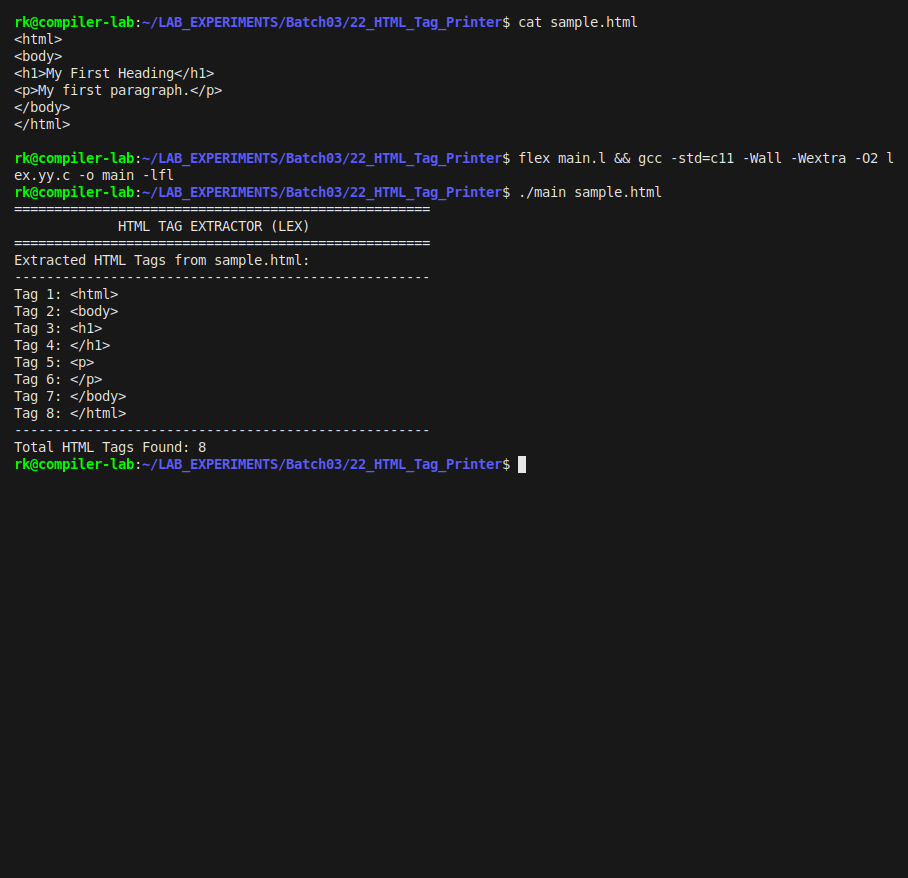 rk@compiler-lab:~/LAB_EXPERIMENTS/Batch03/22_HTML_Tag_Printer$ cat sample.html
<html>
<body>
<h1>My First Heading</h1>
<p>My first paragraph.</p>
</body>
</html>
rk@compiler-lab:~/LAB_EXPERIMENTS/Batch03/22_HTML_Tag_Printer$ flex main.l && gcc -std=c11 -Wall -Wextra -O2 l
ex.yy.c -o main -lfl
rk@compiler-lab:~/LAB_EXPERIMENTS/Batch03/22_HTML_Tag_Printer$ ./main sample.html
====================================================
             HTML TAG EXTRACTOR (LEX)
====================================================
Extracted HTML Tags from sample.html:
----------------------------------------------------
Tag 1: <html>
Tag 2: <body>
Tag 3: <h1>
Tag 4: </h1>
Tag 5: <p>
Tag 6: </p>
Tag 7: </body>
Tag 8: </html>
----------------------------------------------------
Total HTML Tags Found: 8
rk@compiler-lab:~/LAB_EXPERIMENTS/Batch03/22_HTML_Tag_Printer$